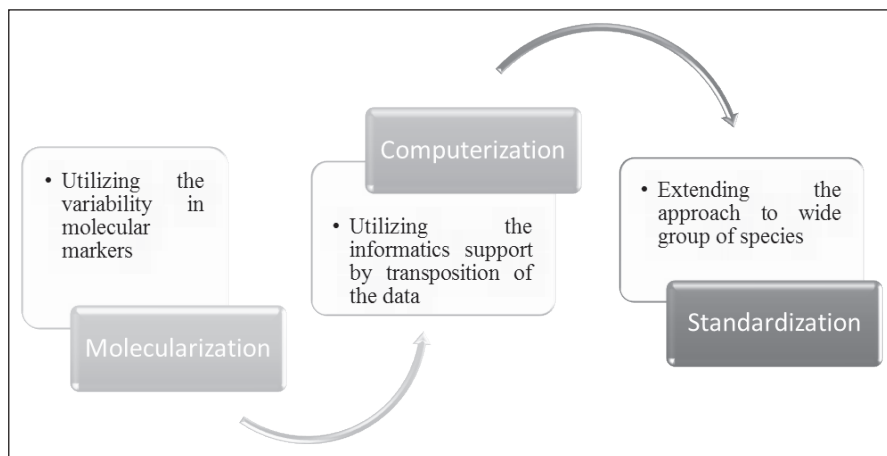 • Utilizing the
variability in
molecular
markers
Molecularization
Computerization
• Utilizing the
informatics support
by transposition of
the data
• Extending the
approach to wide
group of species
Standardization